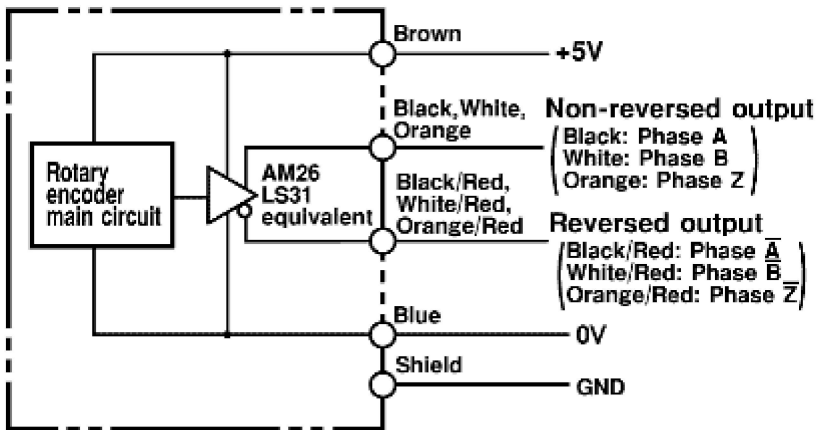 Brown
+5V
Black,White,
Orange
Non-reversed output
Black: Phase A
White: Phase B
Orange: Phase Z
Rotary
encoder
main circuit
AM26
LS31
equivalent
Black/Red,
White/Red,
Orange/Red
Reversed output
Black/Red: Phase A̅
White/Red: Phase B̅
Orange/Red: Phase Z̅
Blue
0V
Shield
GND